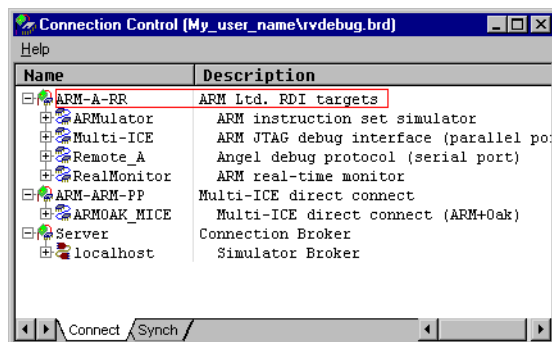 Connection Control (My_user_name\rvdebug.brd)
Help
Name Description
ARM-A-RR ARM Ltd. RDI targets
ARMulator ARM instruction set simulator
Multi-ICE ARM JTAG debug interface (parallel po
Remote_A Angel debug protocol (serial port)
RealMonitor ARM real-time monitor
ARM-ARM-PP Multi-ICE direct connect
ARMOAK_MICE Multi-ICE direct connect (ARM+Oak)
Server Connection Broker
localhost Simulator Broker
Connect Synch